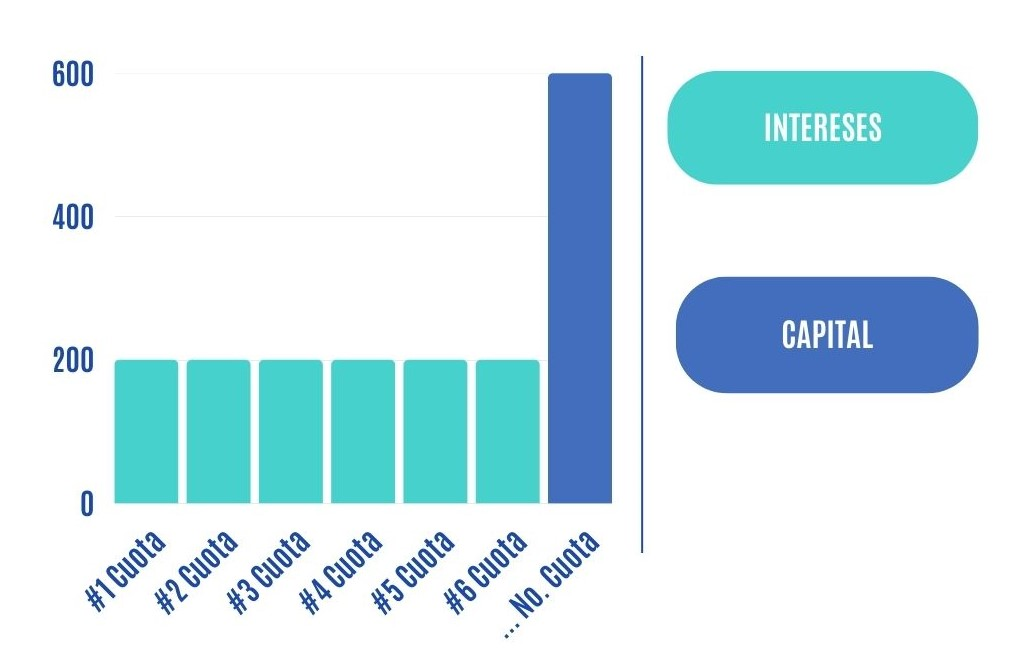 600
400
200
0
#1 Cuota
#2 Cuota
#3 Cuota
#4 Cuota
#5 Cuota
#6 Cuota
... No. Cuota
INTERESES
CAPITAL